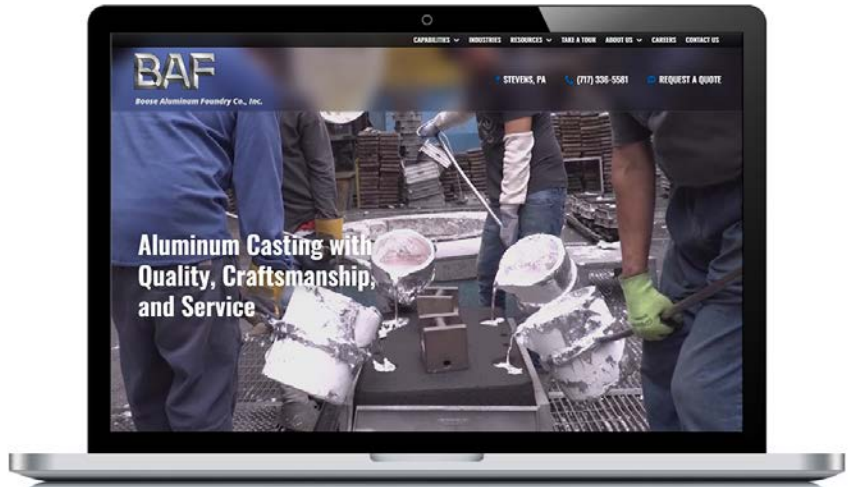 CAPABILITIES INDUSTRIES RESOURCES TAKE A TOUR ABOUT US CAREERS CONTACT US
BAF
Boose Aluminum Foundry Co., Inc.
STEVENS, PA (717) 336-5581 REQUEST A QUOTE
Aluminum Casting with
Quality, Craftsmanship,
and Service